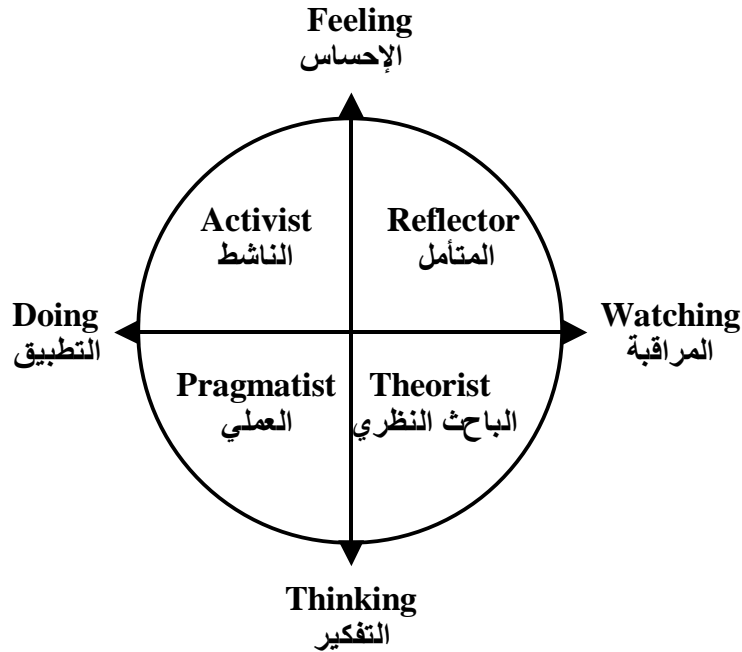 Feeling
الإحساس
Activist
الناشط
Reflector
المتأمل
Doing
التطبيق
Watching
المراقبة
Pragmatist
العملي
Theorist
الباحث النظري
Thinking
التفكير